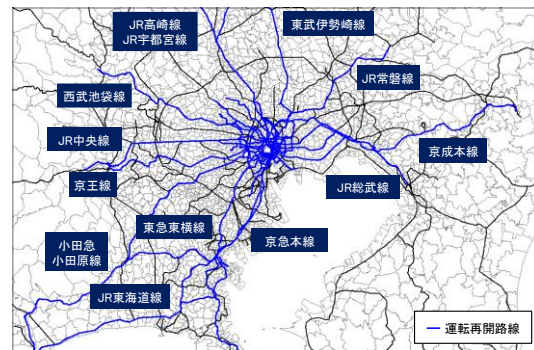 JR高崎線
JR宇都宮線
東武伊勢崎線
JR常磐線
西武池袋線
JR中央線
京成本線
京王線
JR総武線
東急東横線
京急本線
小田急
小田原線
JR東海道線
運転再開路線